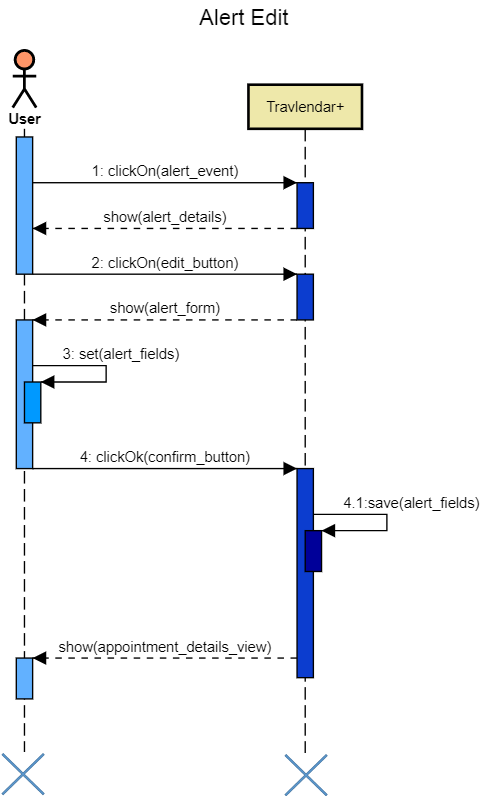 Alert Edit
User
Travlendar+
1: clickOn(alert_event)
show(alert_details)
2: clickOn(edit_button)
show(alert_form)
3: set(alert_fields)
4: clickOk(confirm_button)
4.1:save(alert_fields)
show(appointment_details_view)